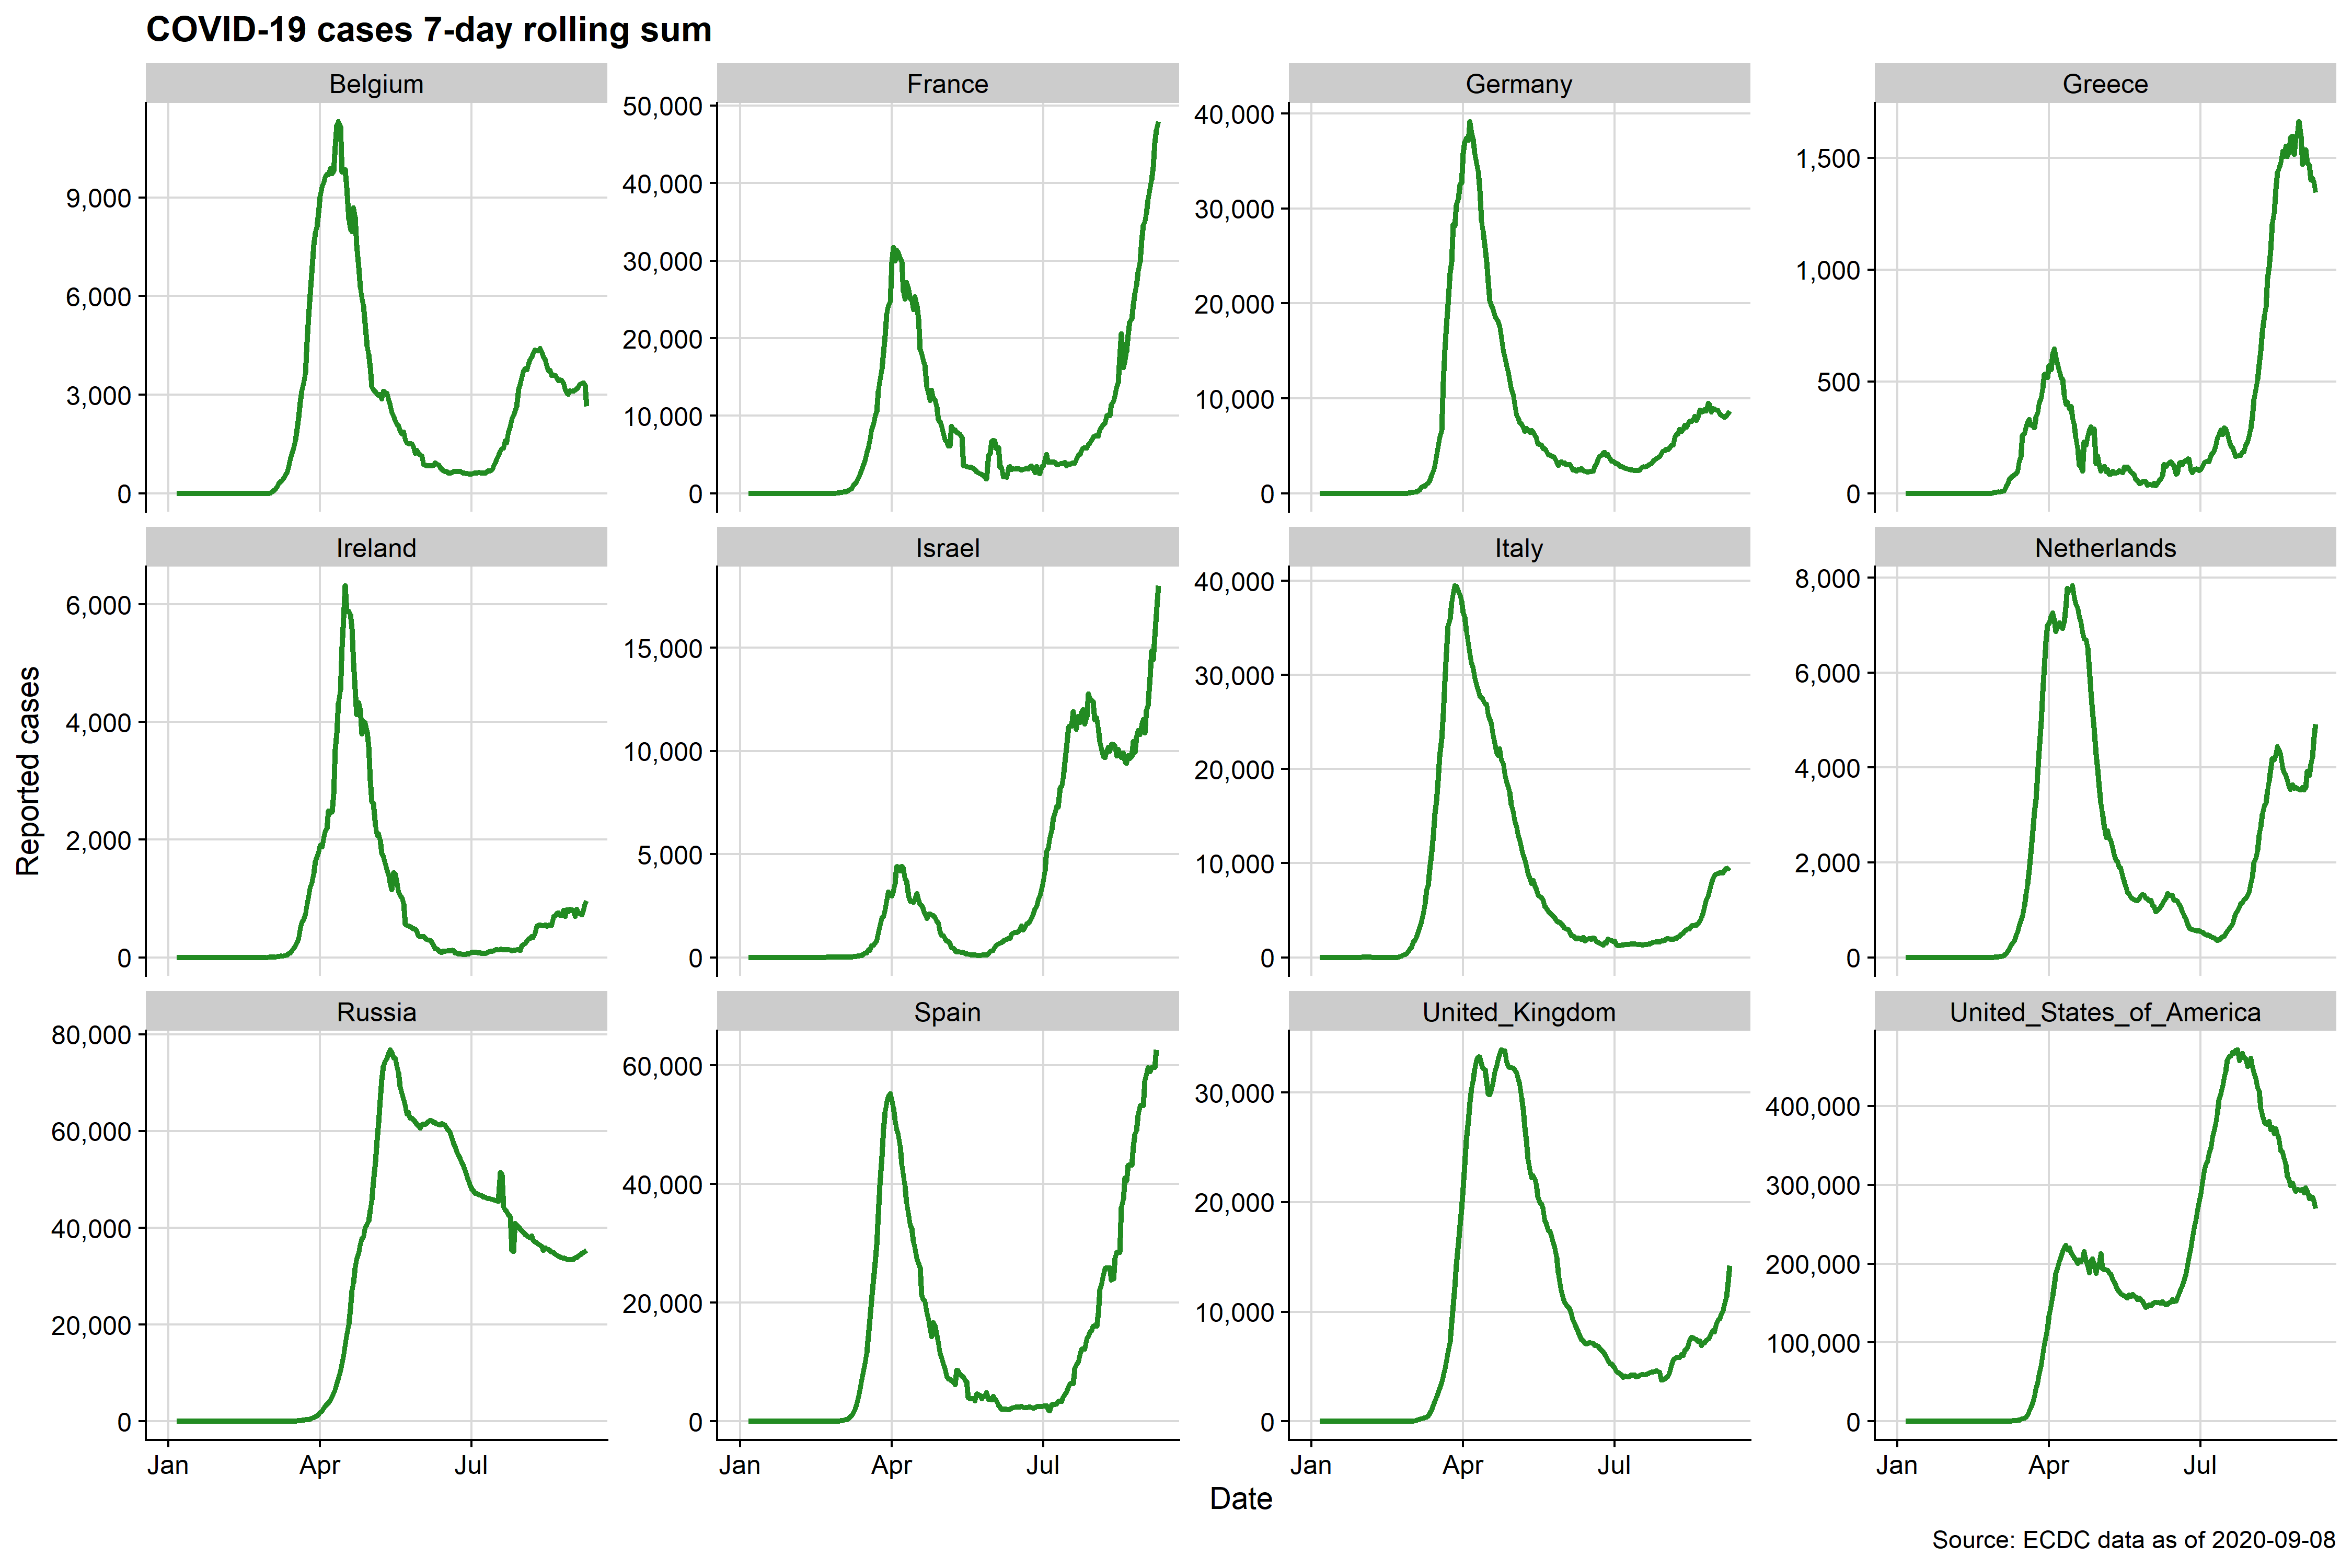 COVID-19 cases 7-day rolling sum
Belgium
France
Germany
Greece
9,000
6,000
3,000
0
50,000
40,000
30,000
20,000
10,000
0
40,000
30,000
20,000
10,000
0
1,500
1,000
500
0
Ireland
Israel
Italy
Netherlands
6,000
4,000
2,000
0
15,000
10,000
5,000
0
40,000
30,000
20,000
10,000
0
8,000
6,000
4,000
2,000
0
Reported cases
Russia
Spain
United_Kingdom
United_States_of_America
80,000
60,000
40,000
20,000
0
60,000
40,000
20,000
0
30,000
20,000
10,000
0
400,000
300,000
200,000
100,000
0
Jan Apr Jul
Jan Apr Jul
Jan Apr Jul
Jan Apr Jul
Date
Source: ECDC data as of 2020-09-08